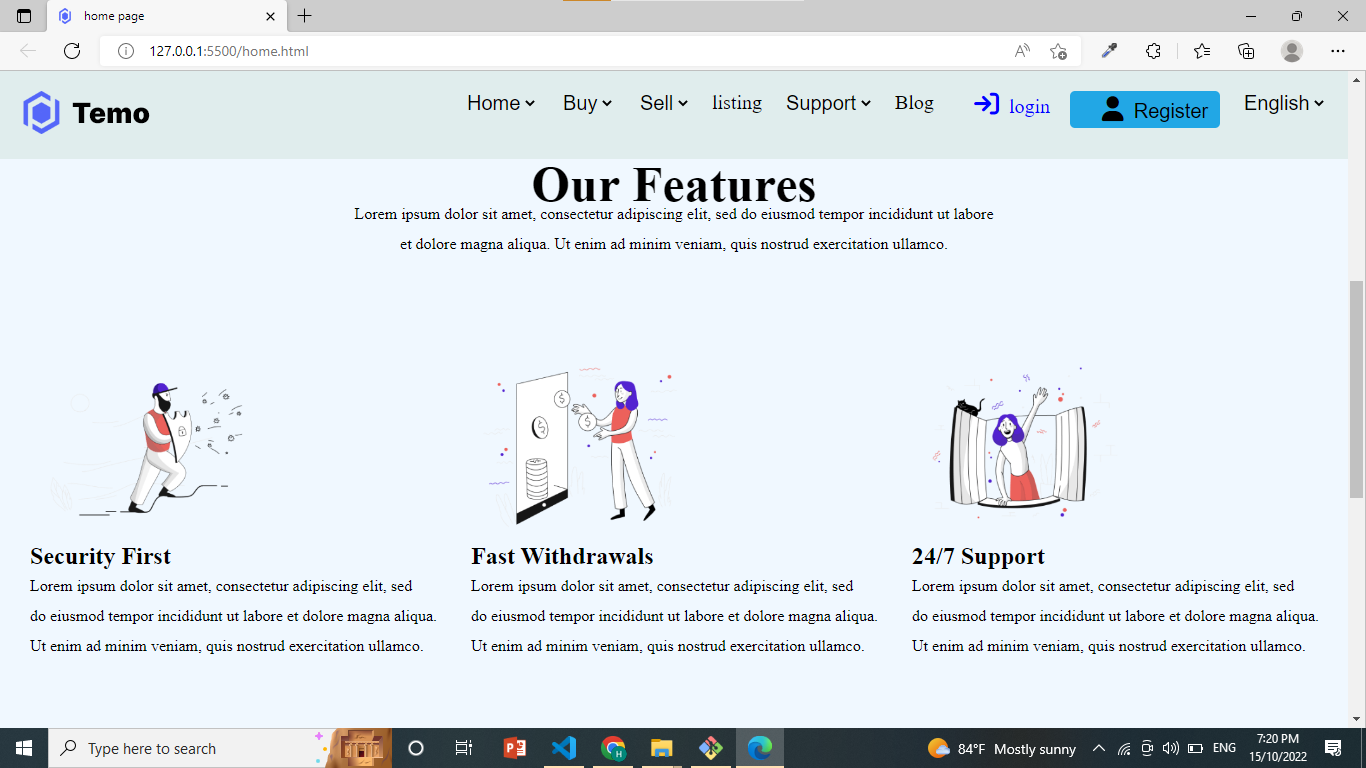 home page
127.0.0.1:5500/home.html
Temo
Home Buy Sell listing Support Blog login Register English
Our Features
Lorem ipsum dolor sit amet, consectetur adipiscing elit, sed do eiusmod tempor incididunt ut labore
et dolore magna aliqua. Ut enim ad minim veniam, quis nostrud exercitation ullamco.
Security First
Lorem ipsum dolor sit amet, consectetur adipiscing elit, sed
do eiusmod tempor incididunt ut labore et dolore magna aliqua.
Ut enim ad minim veniam, quis nostrud exercitation ullamco.
Fast Withdrawals
Lorem ipsum dolor sit amet, consectetur adipiscing elit, sed
do eiusmod tempor incididunt ut labore et dolore magna aliqua.
Ut enim ad minim veniam, quis nostrud exercitation ullamco.
24/7 Support
Lorem ipsum dolor sit amet, consectetur adipiscing elit, sed
do eiusmod tempor incididunt ut labore et dolore magna aliqua.
Ut enim ad minim veniam, quis nostrud exercitation ullamco.
Type here to search
84°F Mostly sunny
ENG
7:20 PM
15/10/2022